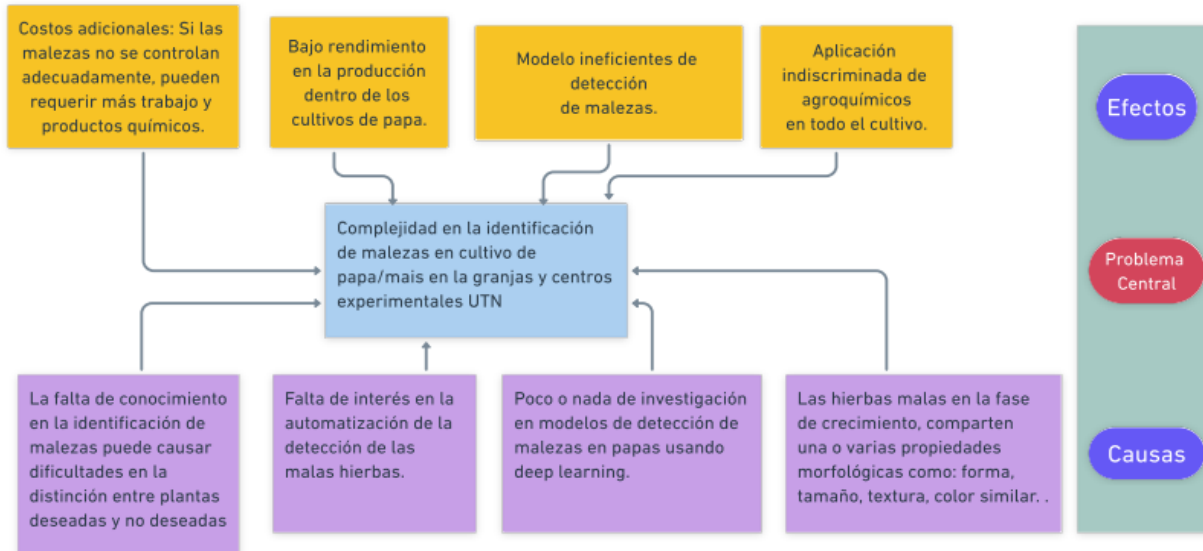 Costos adicionales: Si las
malezas no se controlan
adecuadamente, pueden
requerir más trabajo y
productos químicos.
Bajo rendimiento
en la producción
dentro de los
cultivos de papa.
Modelo ineficientes de
detección
de malezas.
Aplicación
indiscriminada de
agroquímicos
en todo el cultivo.
Efectos
Complejidad en la identificación
de malezas en cultivo de
papa/mais en la granjas y centros
experimentales UTN
Problema
Central
La falta de conocimiento
en la identificación de
malezas puede causar
dificultades en la
distinción entre plantas
deseadas y no deseadas
Falta de interés en la
automatización de la
detección de las
malas hierbas.
Poco o nada de investigación
en modelos de detección de
malezas en papas usando
deep learning.
Las hierbas malas en la fase
de crecimiento, comparten
una o varias propiedades
morfológicas como: forma,
tamaño, textura, color similar. .
Causas